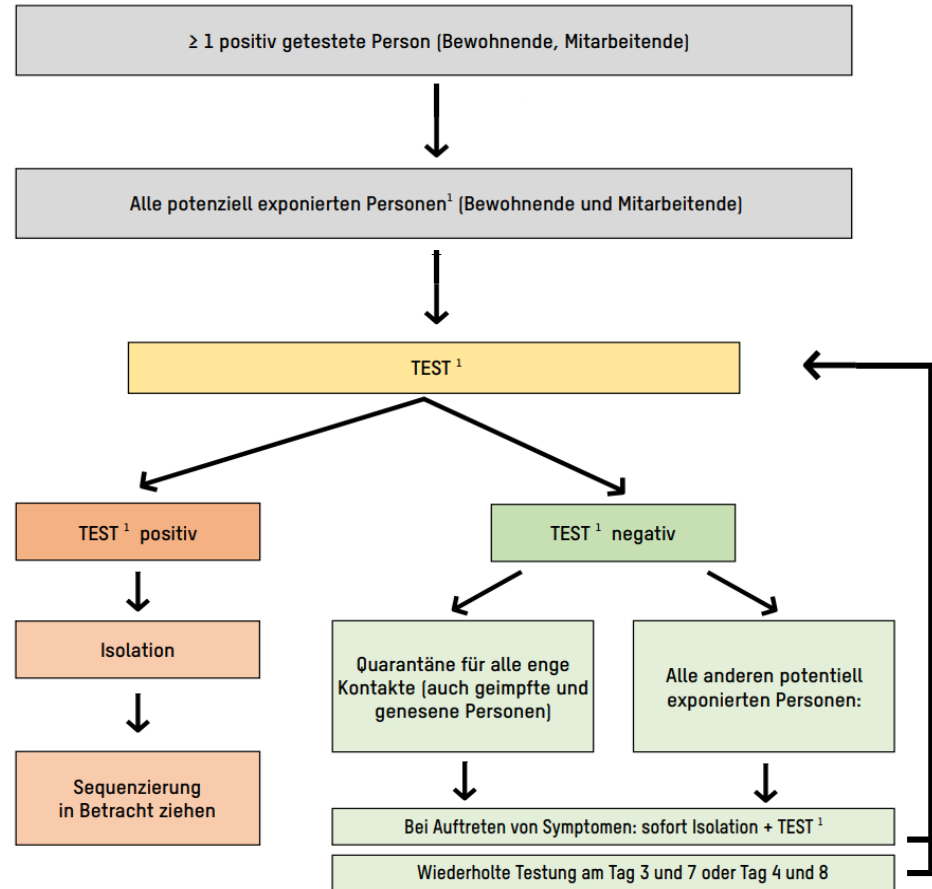 ≥ 1 positiv getestete Person (Bewohnende, Mitarbeitende)
Alle potenziell exponierten Personen¹ (Bewohnende und Mitarbeitende)
TEST ¹
TEST ¹ positiv
TEST ¹ negativ
Isolation
Quarantäne für alle enge
Kontakte (auch geimpfte und
genesene Personen)
Alle anderen potentiell
exponierten Personen:
Sequenzierung
in Betracht ziehen
Bei Auftreten von Symptomen: sofort Isolation + TEST ¹
Wiederholte Testung am Tag 3 und 7 oder Tag 4 und 8